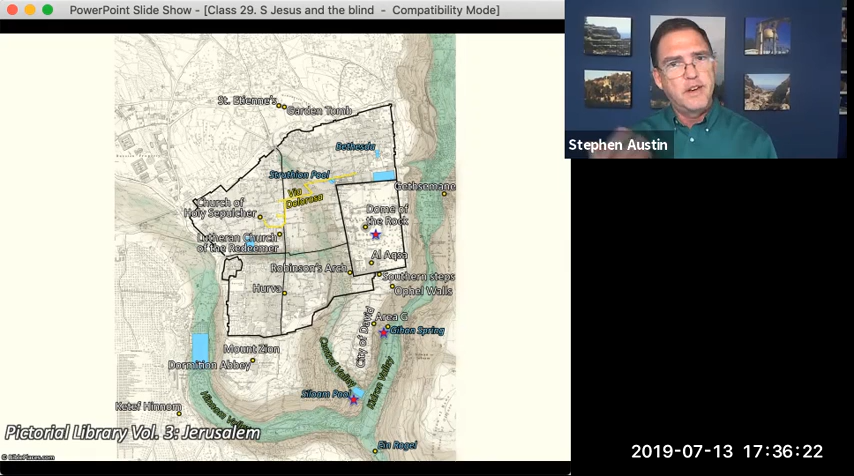 PowerPoint Slide Show - [Class 29. S Jesus and the blind - Compatibility Mode]
Stephen Austin
St. Etienne's
Garden Tomb
Bethesda
Struthion Pool
Gethsemane
Via
Dolorosa
Church of
Holy Sepulcher
Dome of
the Rock
Lutheran Church
of the Redeemer
Al Aqsa
Robinson's Arch
Southern steps
Hurva
Ophel Walls
Area G
City of David
Gihon Spring
Mount Zion
Central Valley
Dormition Abbey
Kidron Valley
Siloam Pool
Hinnom Valley
Ketef Hinnom
Pictorial Library Vol. 3: Jerusalem
Ein Rogel
© BiblePlaces.com
2019-07-13 17:36:22